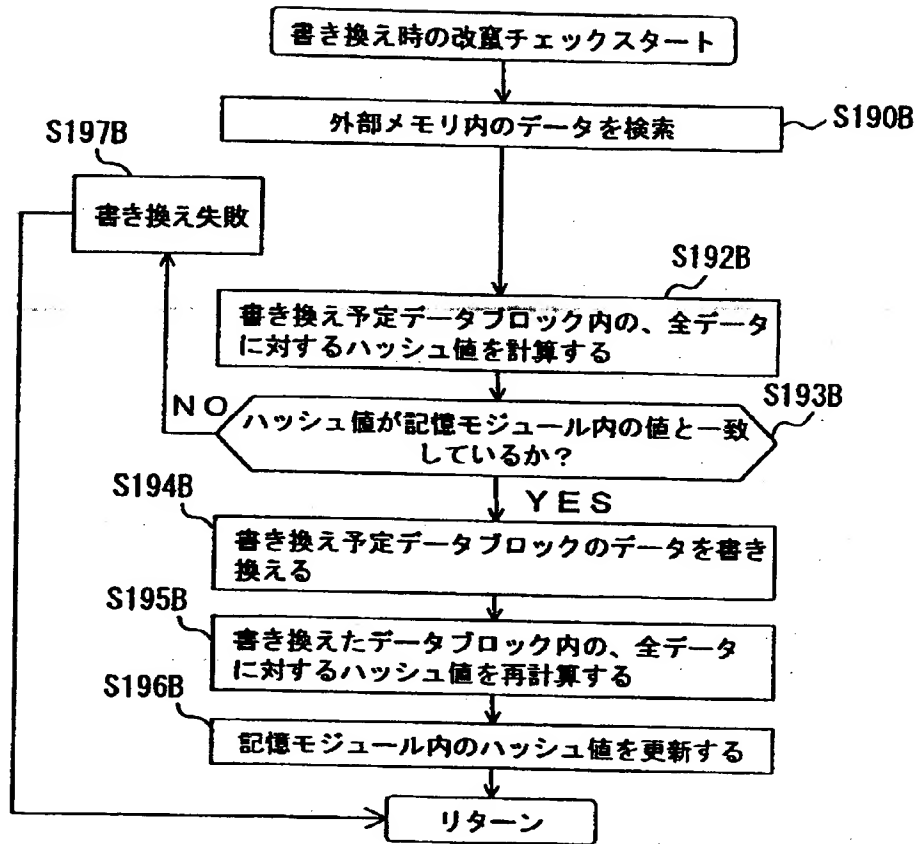 書き換え時の改竄チェックスタート
外部メモリ内のデータを検索
S190B
S197B
書き換え失敗
S192B
書き換え予定データブロック内の、全データ
に対するハッシュ値を計算する
S193B
NO
ハッシュ値が記憶モジュール内の値と一致
しているか?
YES
S194B
書き換え予定データブロックのデータを書き
換える
S195B
書き換えたデータブロック内の、全データ
に対するハッシュ値を再計算する
S196B
記憶モジュール内のハッシュ値を更新する
リターン